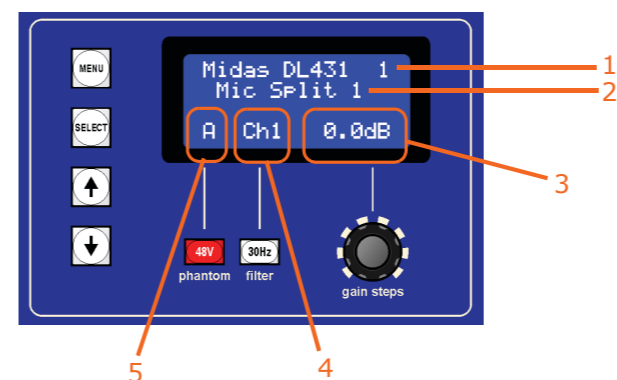 MENU
Midas DL431 1
1
Mic Split 1
2
SELECT
A Ch1 0.0dB
3
48V
30Hz
phantom
filter
gain steps
5
4